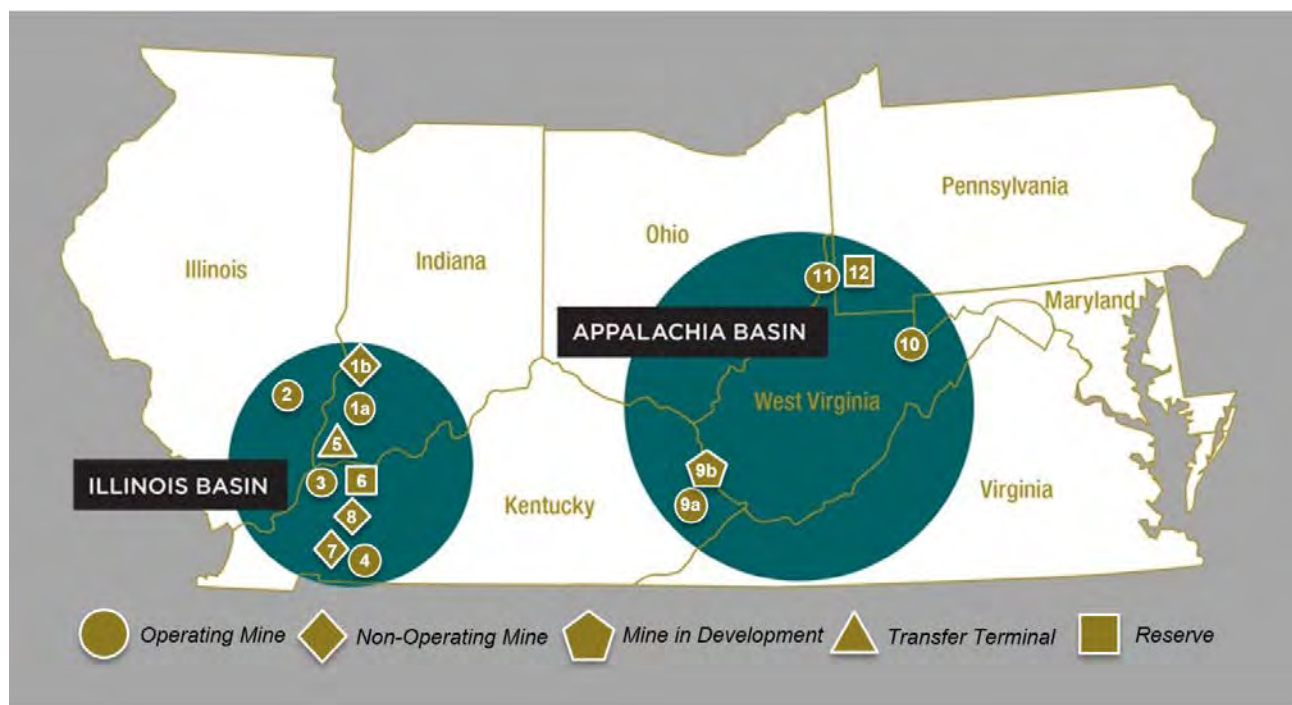 Pennsylvania
Ohio
Illinois
Indiana
11
12
Maryland
APPALACHIA BASIN
10
1b
2
1a
West Virginia
5
ILLINOIS BASIN
3
6
9b
Kentucky
9a
Virginia
8
7
4
Operating Mine
Non-Operating Mine
Mine in Development
Transfer Terminal
Reserve